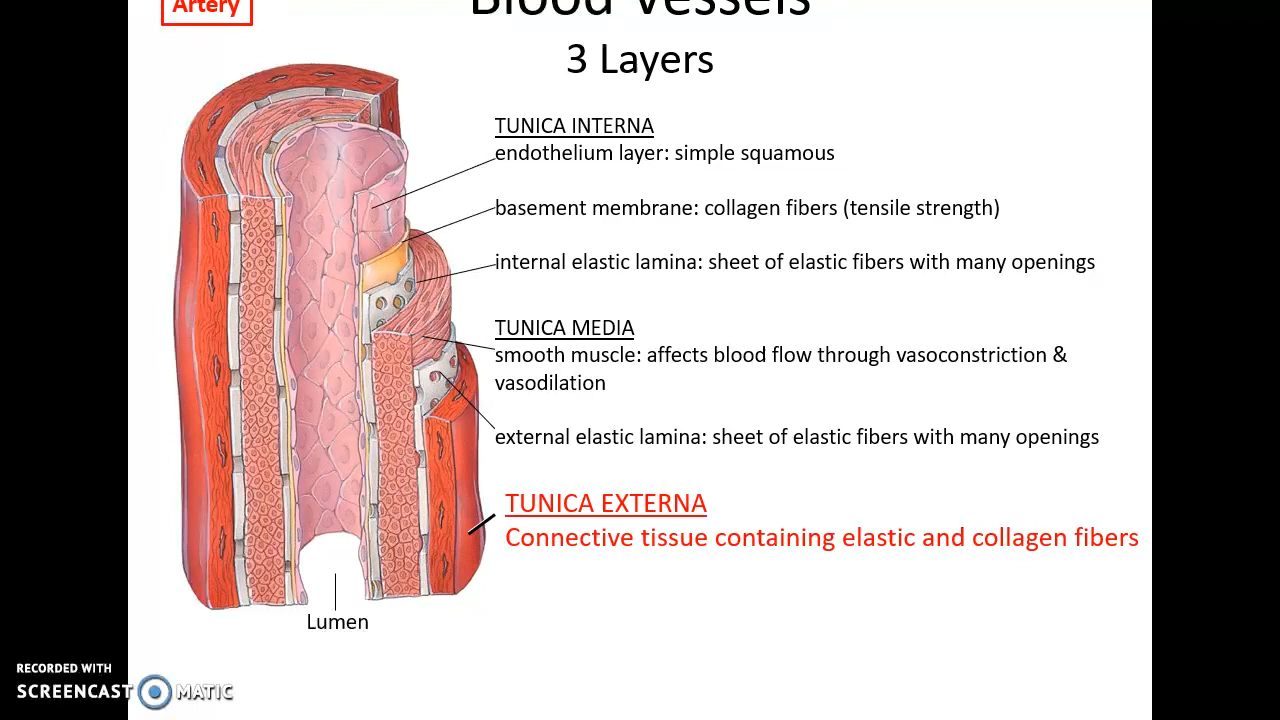 Artery
Blood Vessels
3 Layers
TUNICA INTERNA
endothelium layer: simple squamous
basement membrane: collagen fibers (tensile strength)
internal elastic lamina: sheet of elastic fibers with many openings
TUNICA MEDIA
smooth muscle: affects blood flow through vasoconstriction &
vasodilation
external elastic lamina: sheet of elastic fibers with many openings
TUNICA EXTERNA
Connective tissue containing elastic and collagen fibers
Lumen
RECORDED WITH
SCREENCAST MATIC